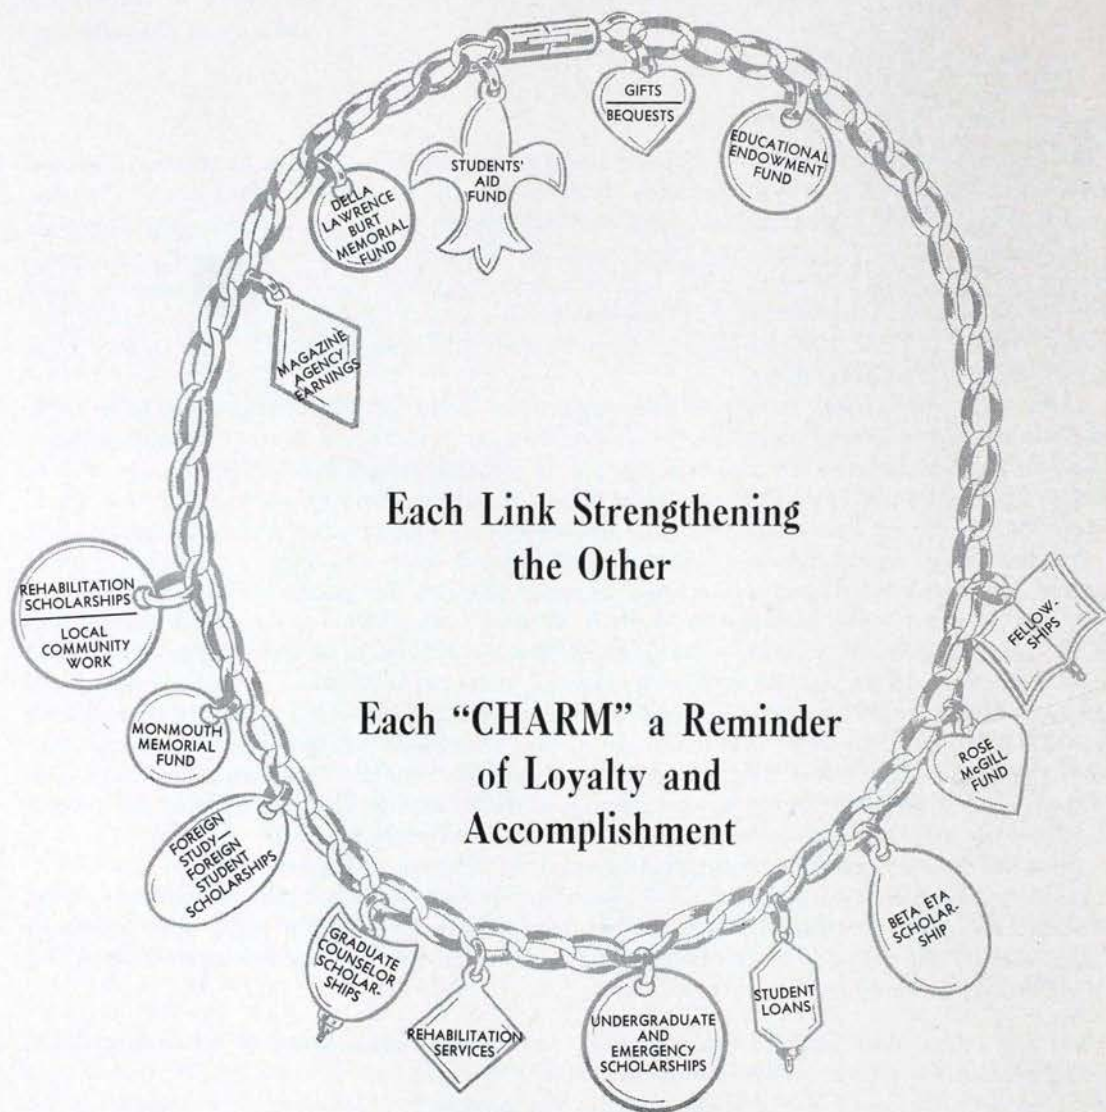 GIFTS
BEQUESTS
EDUCATIONAL
ENDOWMENT
FUND
STUDENTS'
AID
FUND
DELLA
LAWRENCE
BURT
MEMORIAL
FUND
MAGAZINE
AGENCY
EARNINGS
Each Link Strengthening
the Other
REHABILITATION
SCHOLARSHIPS
LOCAL
COMMUNITY
WORK
FELLOW-
SHIPS
MONMOUTH
MEMORIAL
FUND
Each “CHARM” a Reminder
of Loyalty and
Accomplishment
ROSE
McGILL
FUND
FOREIGN
STUDY—
FOREIGN
STUDENT
SCHOLARSHIPS
BETA ETA
SCHOLAR-
SHIP
GRADUATE
COUNSELOR
SCHOLAR-
SHIPS
REHABILITATION
SERVICES
UNDERGRADUATE
AND
EMERGENCY
SCHOLARSHIPS
STUDENT
LOANS